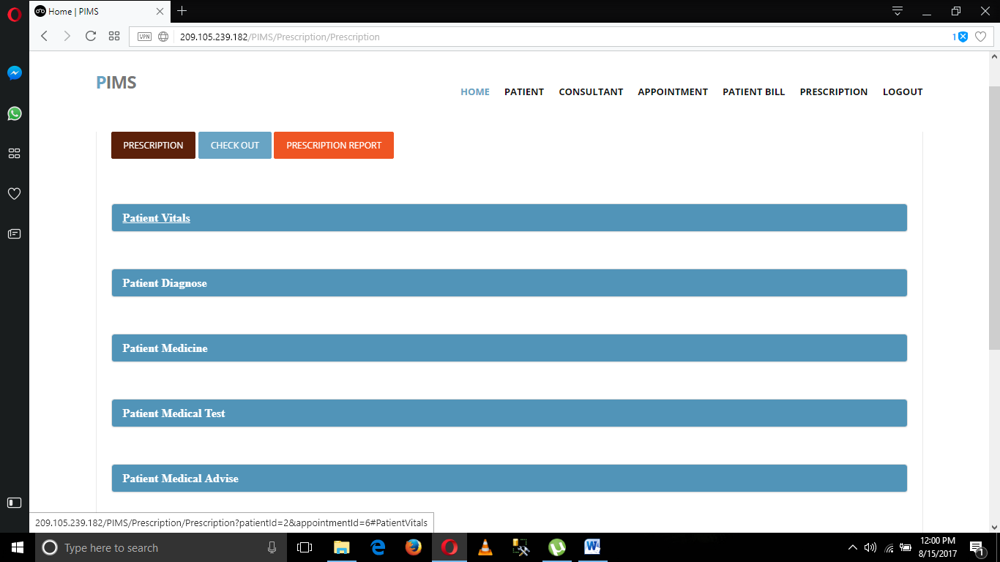 Home | PIMS
VPN
209.105.239.182/PIMS/Prescription/Prescription
1
PIMS
HOME PATIENT CONSULTANT APPOINTMENT PATIENT BILL PRESCRIPTION LOGOUT
PRESCRIPTION CHECK OUT PRESCRIPTION REPORT
Patient Vitals
Patient Diagnose
Patient Medicine
Patient Medical Test
Patient Medical Advise
209.105.239.182/PIMS/Prescription/Prescription?patientId=2&appointmentId=6#PatientVitals
Type here to search
12:00 PM
8/15/2017
1